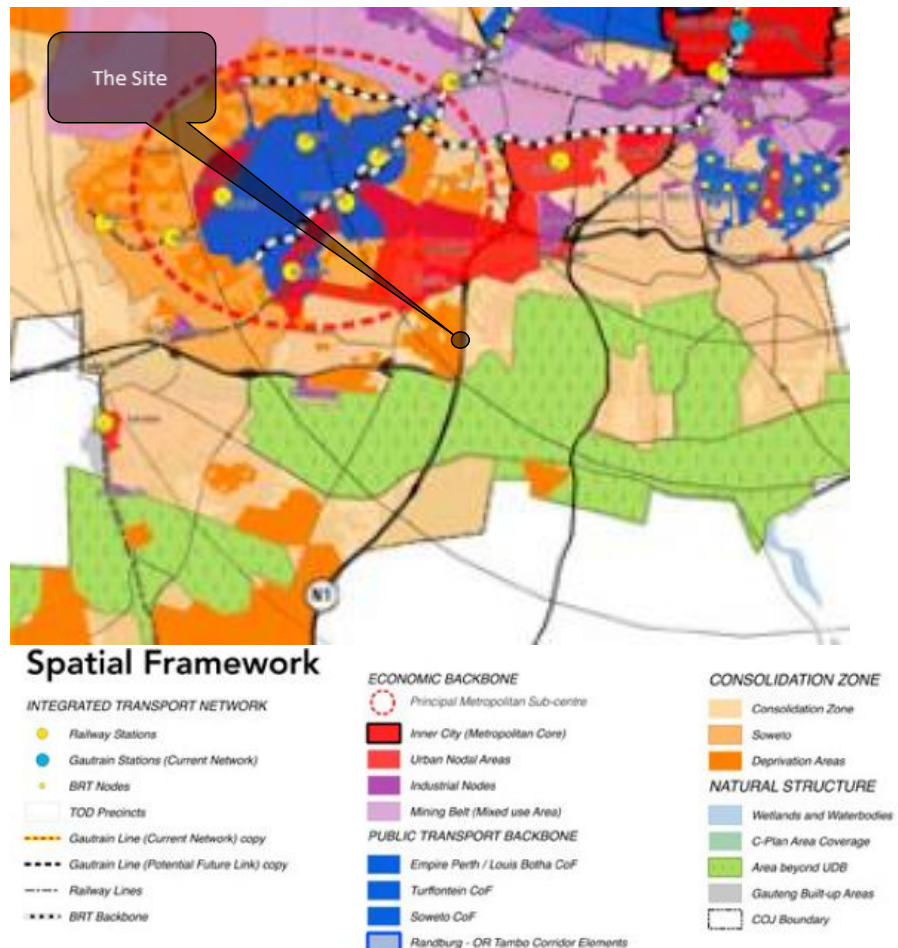 The Site
N1
Spatial Framework
INTEGRATED TRANSPORT NETWORK
Railway Stations
Gautrain Stations (Current Network)
BRT Nodes
TOD Precincts
Gautrain Line (Current Network) copy
Gautrain Line (Potential Future Link) copy
Railway Lines
BRT Backbone
ECONOMIC BACKBONE
Principal Metropolitan Sub-centre
Inner City (Metropolitan Core)
Urban Nodal Areas
Industrial Nodes
Mining Belt (Mixed use Area)
PUBLIC TRANSPORT BACKBONE
Empire Perth / Louis Botha CoF
Turffontein CoF
Soweto CoF
Randburg - OR Tambo Corridor Elements
CONSOLIDATION ZONE
Consolidation Zone
Soweto
Deprivation Areas
NATURAL STRUCTURE
Wetlands and Waterbodies
C-Plan Area Coverage
Area beyond UDB
Gauteng Built-up Areas
COJ Boundary